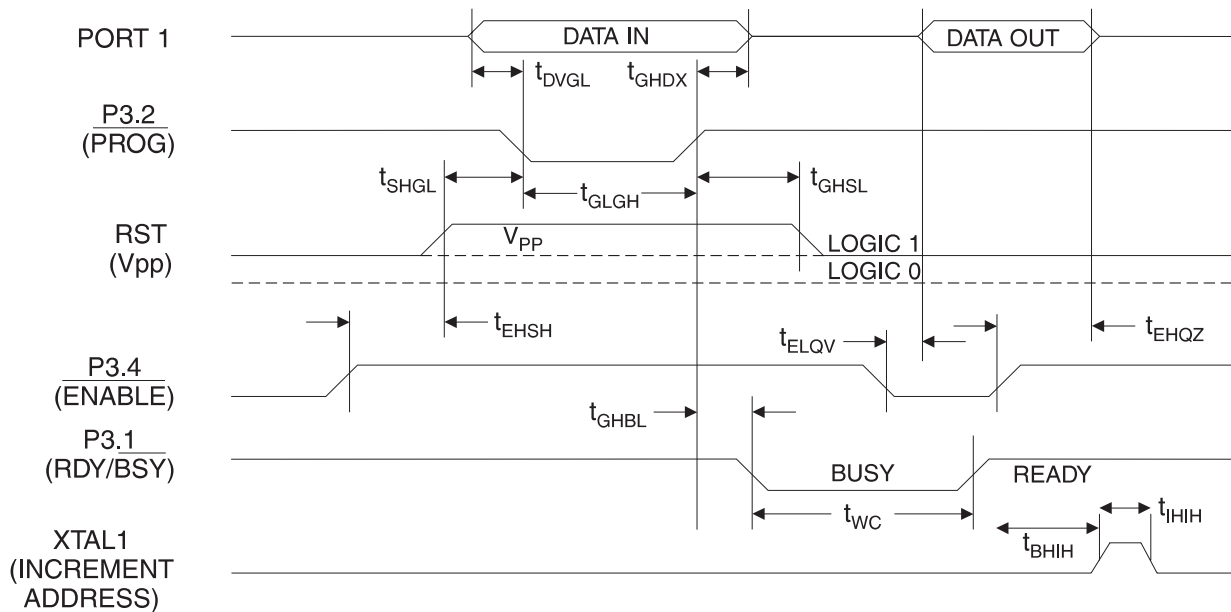 PORT 1
DATA IN
DATA OUT
tDVGL
tGHDX
P3.2
(PROG)
tSHGL
tGLGH
tGHSL
RST
(Vpp)
VPP
LOGIC 1
LOGIC 0
tEHSH
tELQV
tEHQZ
P3.4
(ENABLE)
tGHBL
P3.1
(RDY/BSY)
BUSY
READY
tWC
tBHIH
tIHIH
XTAL1
(INCREMENT
ADDRESS)